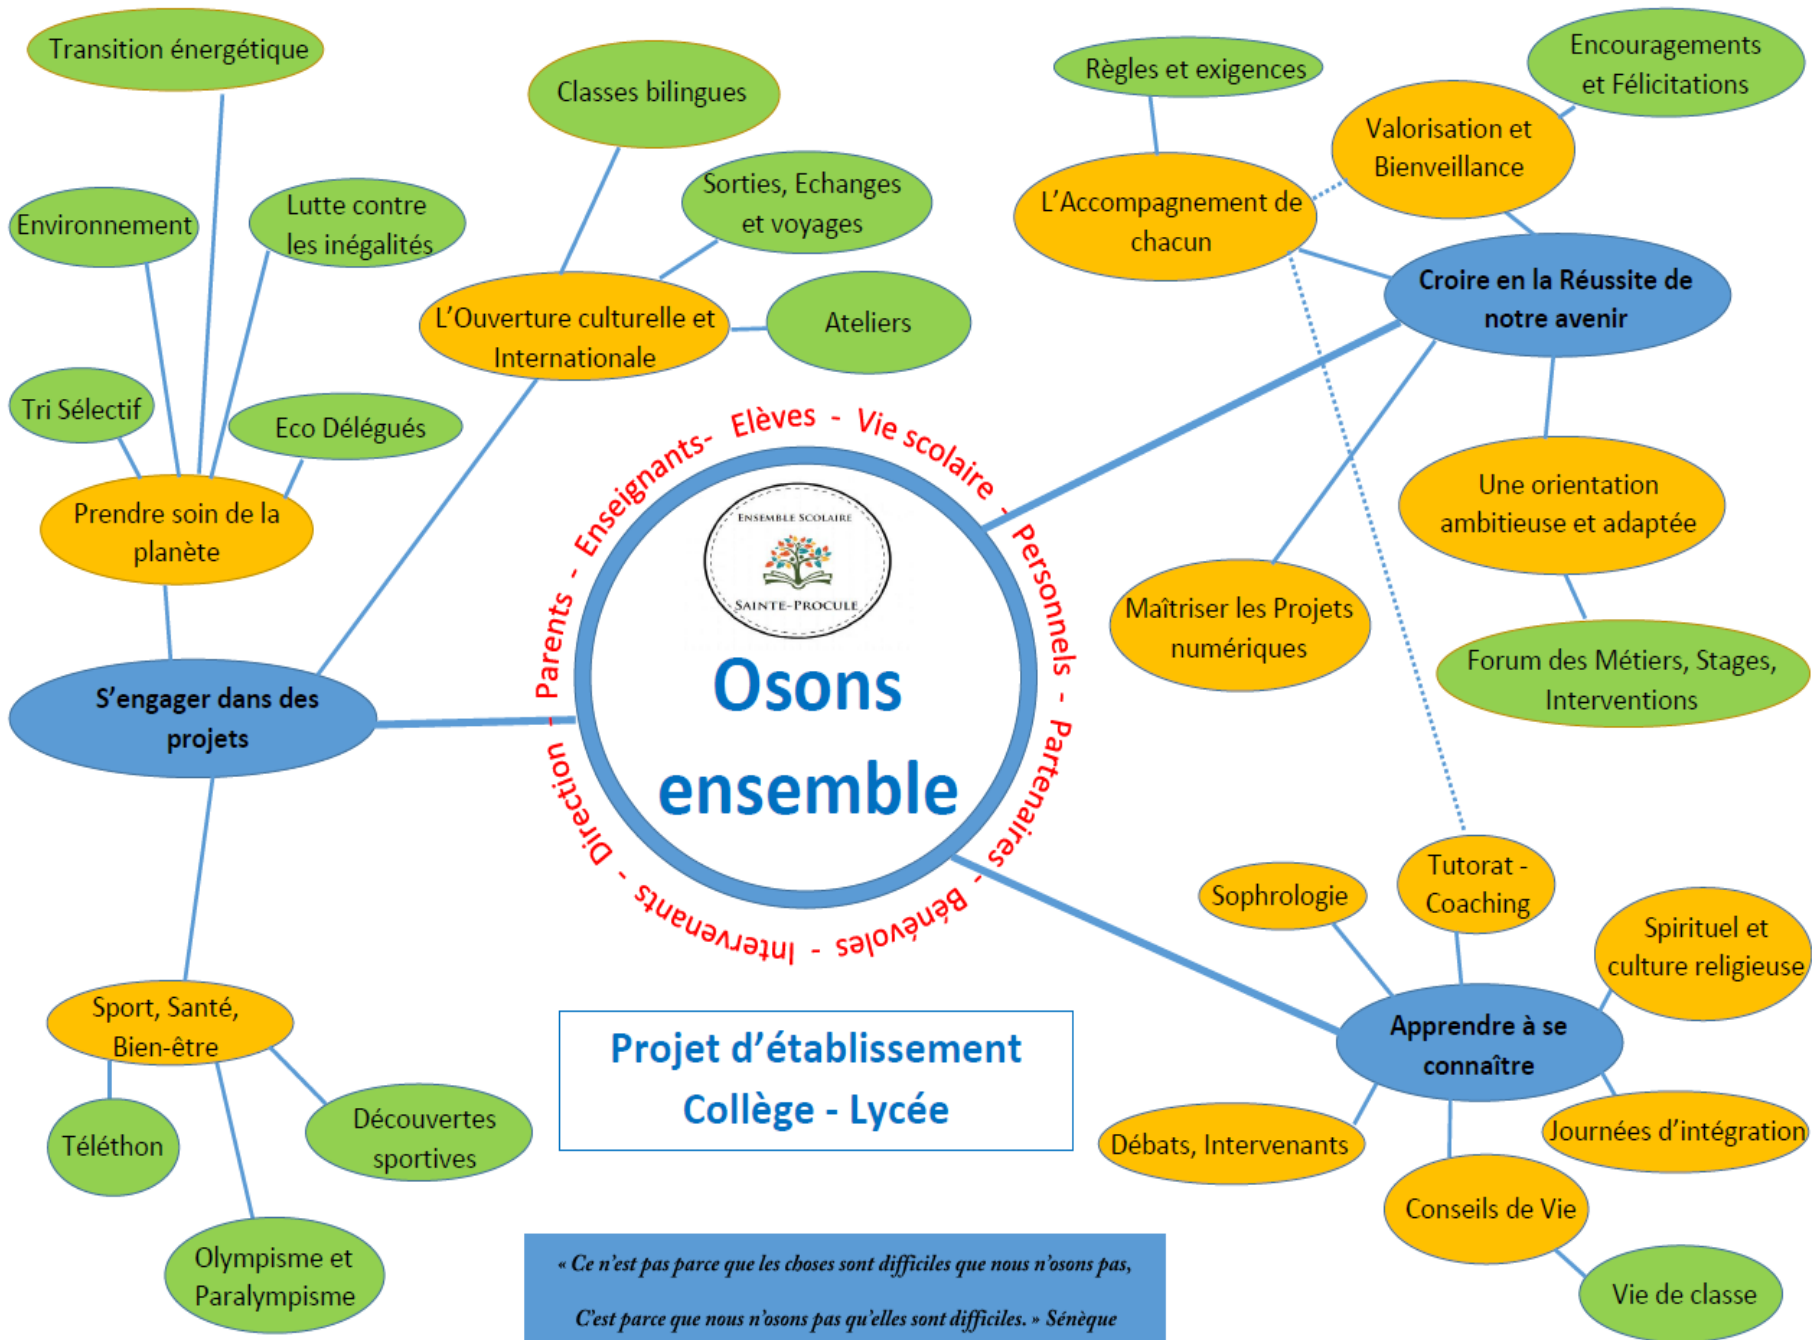 Transition énergétique
Environnement
Lutte contre
les inégalités
Tri Sélectif
Eco Délégués
Prendre soin de la
planète
Classes bilingues
Sorties, Echanges
et voyages
L'Ouverture culturelle et
Internationale
Ateliers
S'engager dans des
projets
Sport, Santé,
Bien-être
Téléthon
Découvertes
sportives
Olympisme et
Paralympisme
Parents - Enseignants- Elèves - Vie scolaire - Personnels - Partenaires - Bénévoles - Intervenants - Direction -
ENSEMBLE SCOLAIRE
SAINTE-PROCULE
Osons
ensemble
Projet d'établissement
Collège - Lycée
« Ce n'est pas parce que les choses sont difficiles que nous n'osons pas,
C'est parce que nous n'osons pas qu'elles sont difficiles. » Sénèque
Règles et exigences
Encouragements
et Félicitations
Valorisation et
Bienveillance
L'Accompagnement de
chacun
Croire en la Réussite de
notre avenir
Une orientation
ambitieuse et adaptée
Maîtriser les Projets
numériques
Forum des Métiers, Stages,
Interventions
Sophrologie
Tutorat -
Coaching
Spirituel et
culture religieuse
Apprendre à se
connaître
Débats, Intervenants
Journées d'intégration
Conseils de Vie
Vie de classe